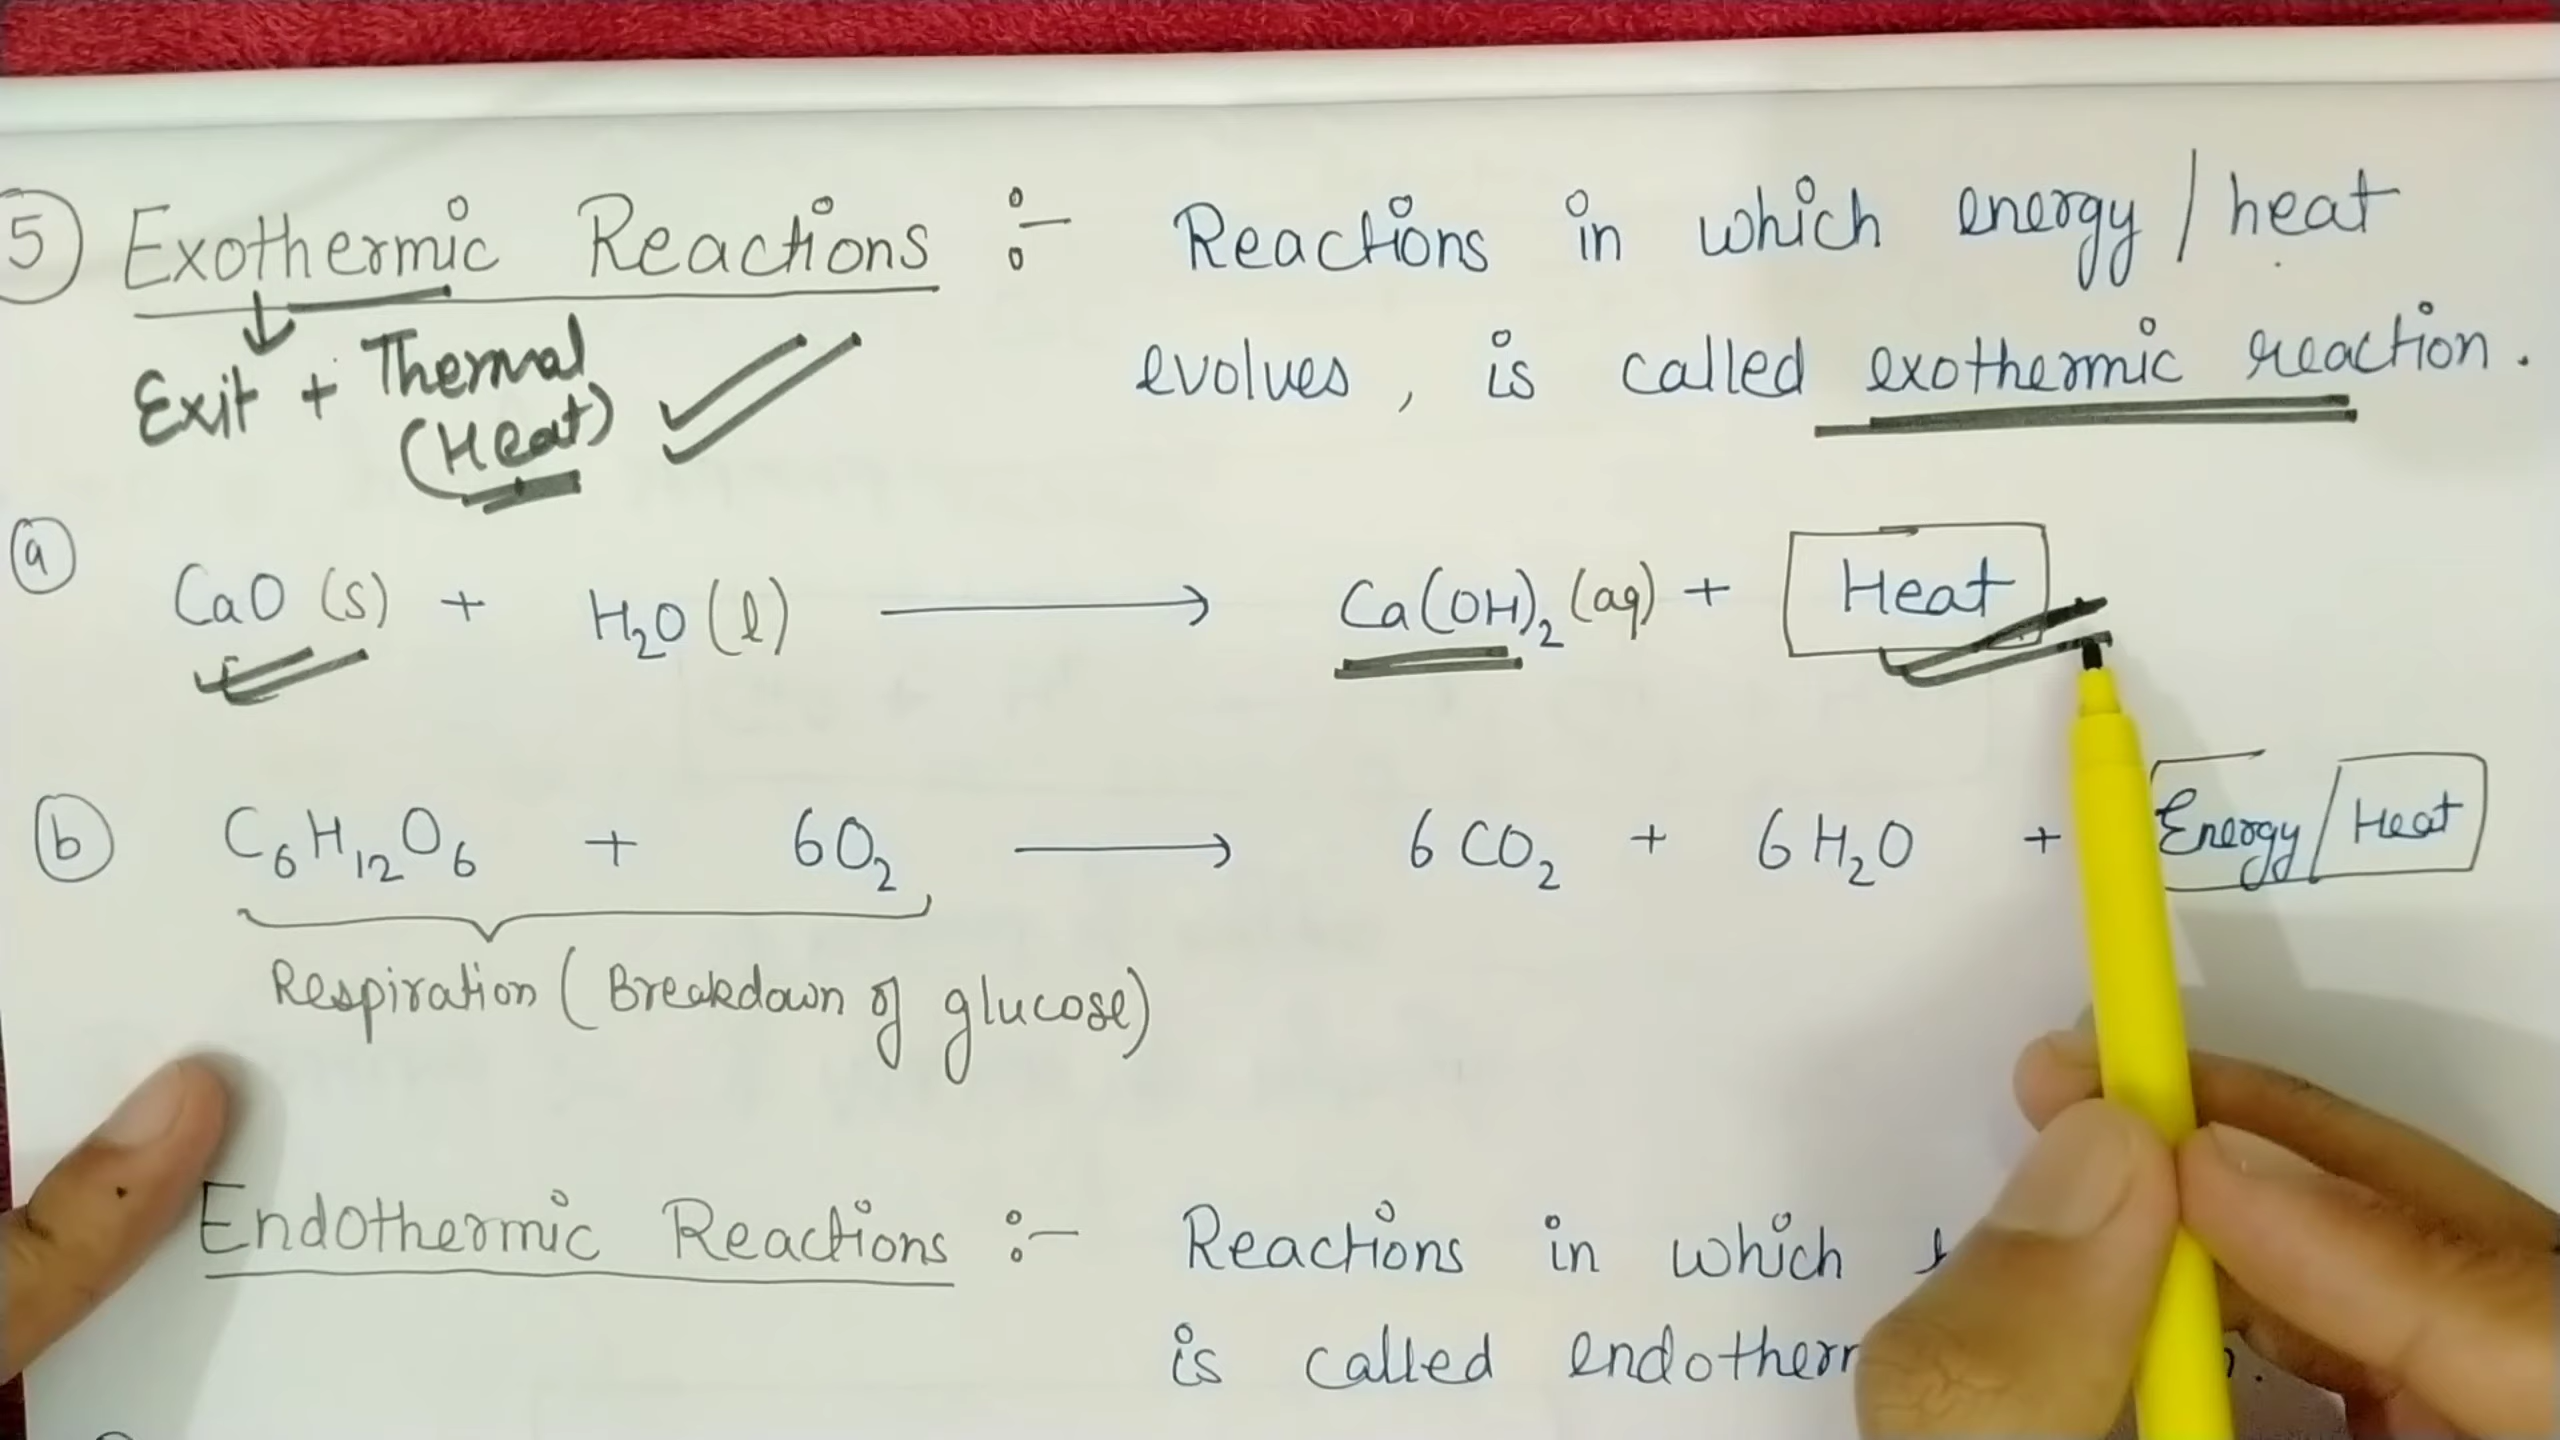 5 Exothermic Reactions :- Reactions in which energy / heat
evolves, is called exothermic reaction.
Exit + Thermal
(Heat)
a CaO (s) + H₂O (l) → Ca(OH)₂ (aq) + Heat
b C₆H₁₂O₆ + 6O₂ → 6CO₂ + 6H₂O + Energy / Heat
Respiration (Breakdown of glucose)
Endothermic Reactions :- Reactions in which
is called